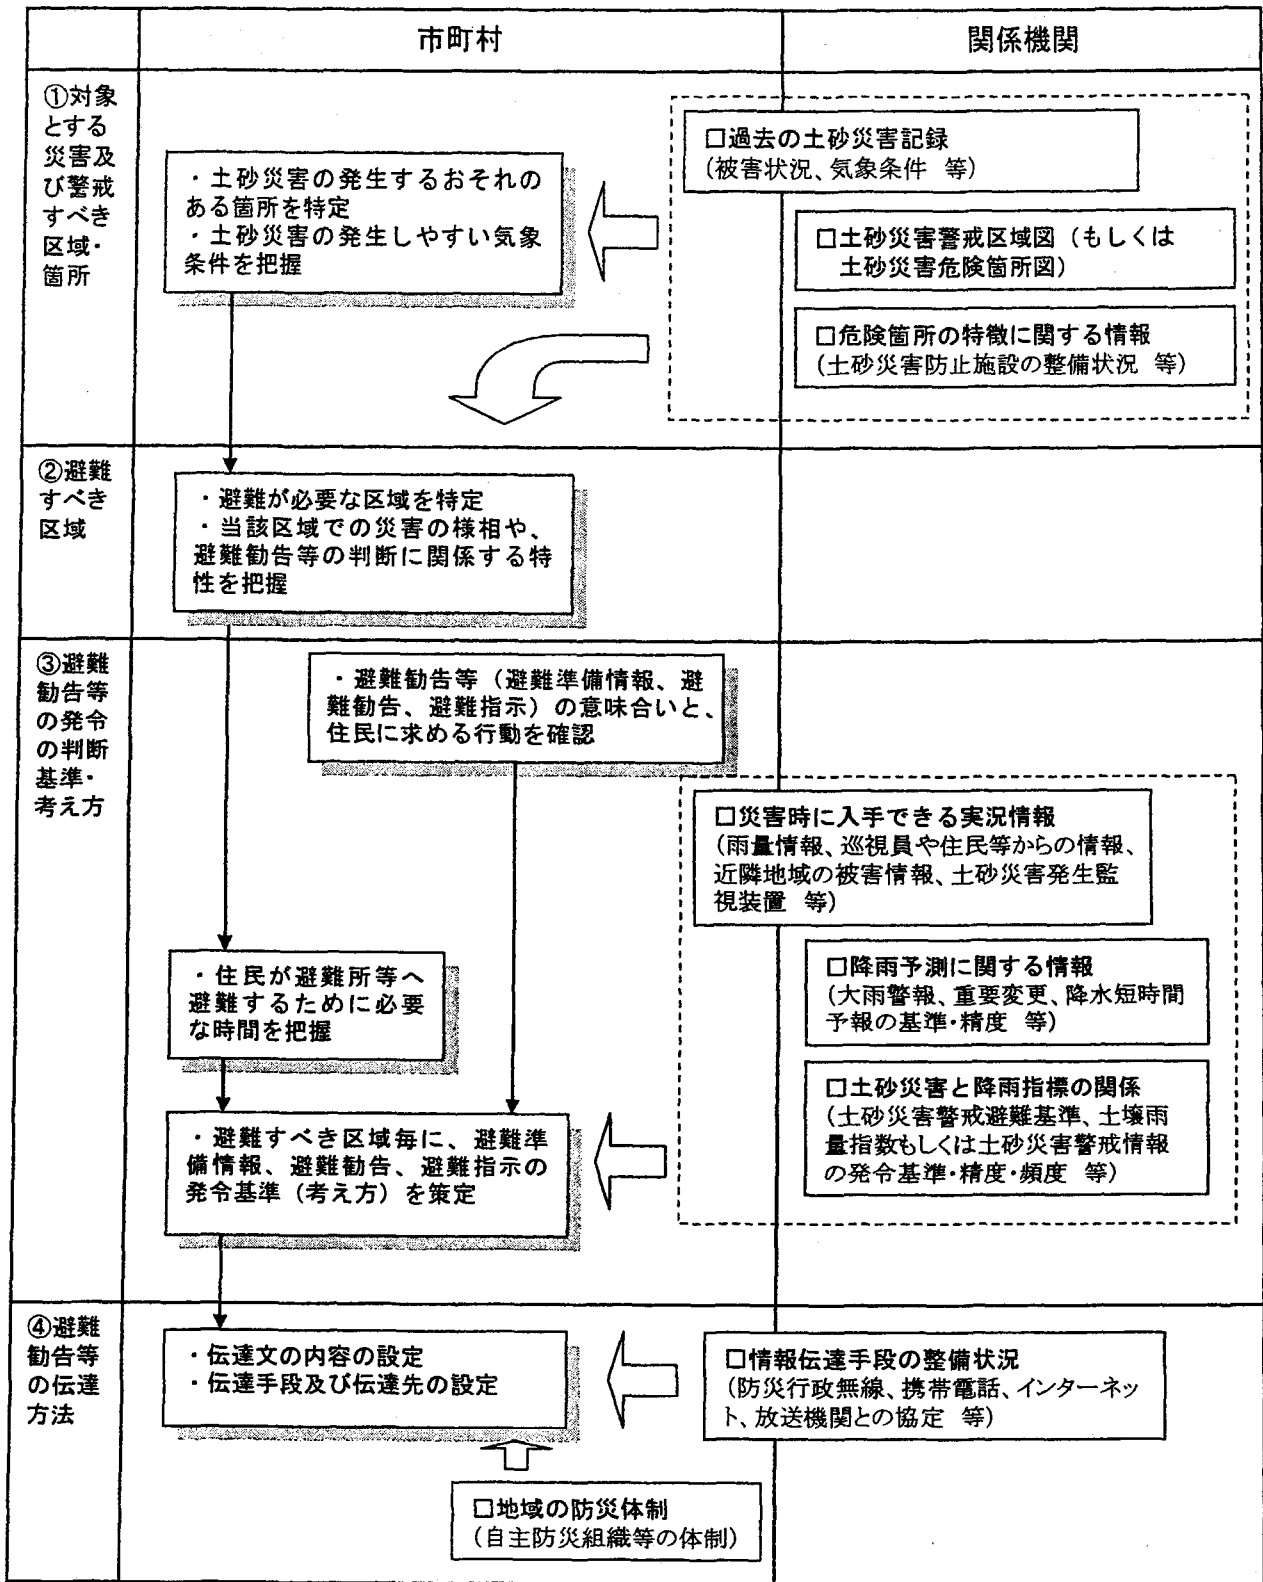 市町村
関係機関
①対象
とする
災害及
び警戒
すべき
区域・
箇所
・土砂災害の発生するおそれの
ある箇所を特定
・土砂災害の発生しやすい気象
条件を把握
□過去の土砂災害記録
(被害状況、気象条件 等)
□土砂災害警戒区域図(もしくは
土砂災害危険箇所図)
□危険箇所の特徴に関する情報
(土砂災害防止施設の整備状況 等)
②避難
すべき
区域
・避難が必要な区域を特定
・当該区域での災害の様相や、
避難勧告等の判断に関係する特
性を把握
③避難
勧告等
の発令
の判断
基準・
考え方
・避難勧告等(避難準備情報、避
難勧告、避難指示)の意味合いと、
住民に求める行動を確認
□災害時に入手できる実況情報
(雨量情報、巡視員や住民等からの情報、
近隣地域の被害情報、土砂災害発生監
視装置 等)
・住民が避難所等へ
避難するために必要
な時間を把握
□降雨予測に関する情報
(大雨警報、重要変更、降水短時間
予報の基準・精度 等)
□土砂災害と降雨指標の関係
(土砂災害警戒避難基準、土壌雨
量指数もしくは土砂災害警戒情報
の発令基準・精度・頻度 等)
・避難すべき区域毎に、避難準
備情報、避難勧告、避難指示の
発令基準(考え方)を策定
④避難
勧告等
の伝達
方法
・伝達文の内容の設定
・伝達手段及び伝達先の設定
□情報伝達手段の整備状況
(防災行政無線、携帯電話、インターネッ
ト、放送機関との協定 等)
□地域の防災体制
(自主防災組織等の体制)